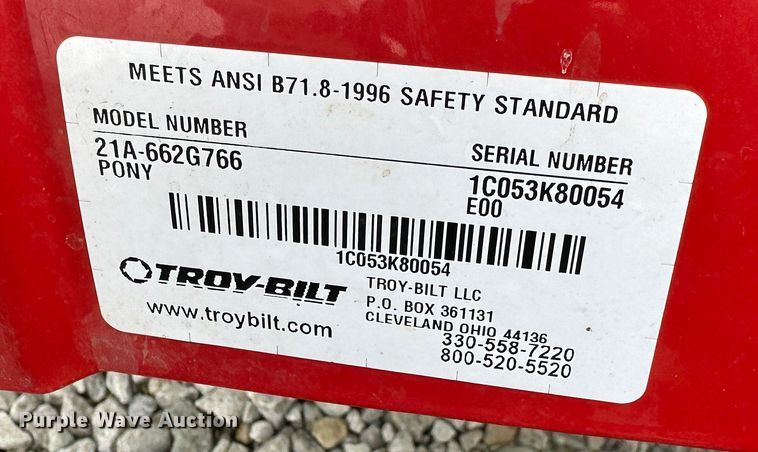 MEETS ANSI B71.8-1996 SAFETY STANDARD
MODEL NUMBER
21A-662G766
PONY
SERIAL NUMBER
1C053K80054
E00
1C053K80054
TROY-BILT
www.troybilt.com
TROY-BILT LLC
P.O. BOX 361131
CLEVELAND OHIO 44136
330-558-7220
800-520-5520
Purple Wave Auction